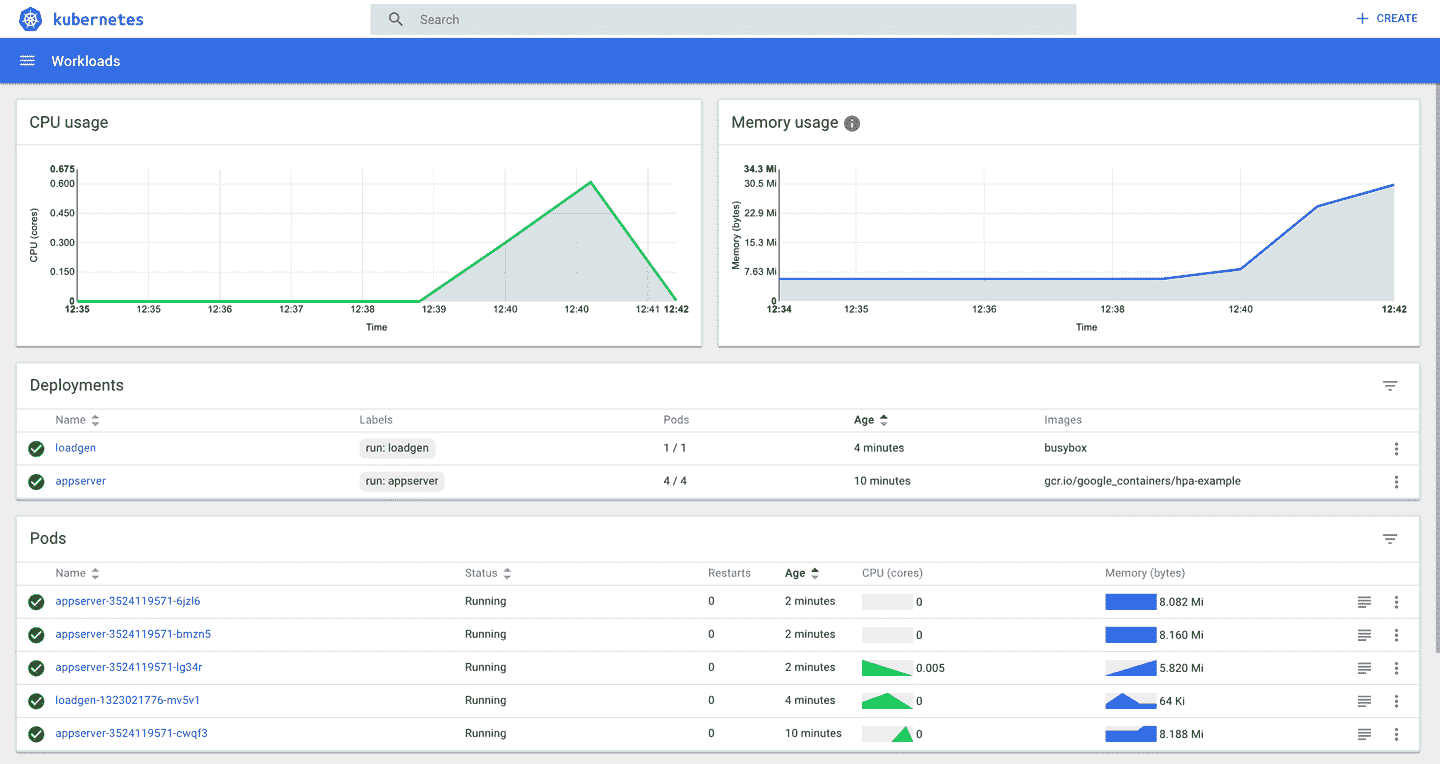 kubernetes Search CREATE
Workloads
CPU usage
0.675
0.600
0.450
0.300
0.150
0
CPU (cores)
12:35 12:35 12:36 12:37 12:38 12:39 12:40 12:40 12:41 12:42
Time
Memory usage
34.3 Mi
30.5 Mi
22.9 Mi
15.3 Mi
7.63 Mi
0
Memory (bytes)
12:34 12:35 12:36 12:38 12:40 12:42
Time
Deployments
Name Labels Pods Age Images
loadgen run: loadgen 1 / 1 4 minutes busybox
appserver run: appserver 4 / 4 10 minutes gcr.io/google_containers/hpa-example
Pods
Name Status Restarts Age CPU (cores) Memory (bytes)
appserver-3524119571-6jzl6 Running 0 2 minutes 0 8.082 Mi
appserver-3524119571-bmzn5 Running 0 2 minutes 0 8.160 Mi
appserver-3524119571-lg34r Running 0 2 minutes 0.005 5.820 Mi
loadgen-1323021776-mv5v1 Running 0 4 minutes 0 64 Ki
appserver-3524119571-cwqf3 Running 0 10 minutes 0 8.188 Mi